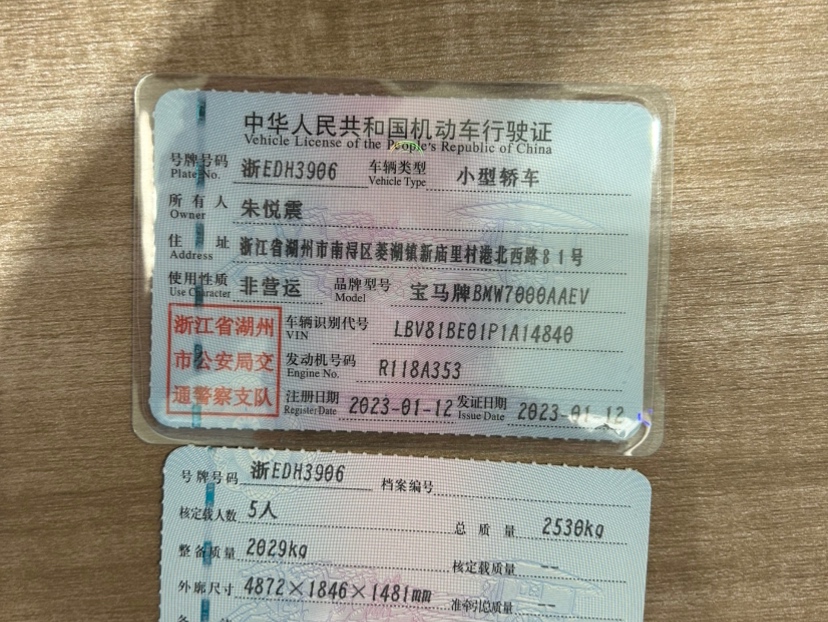 中华人民共和国机动车行驶证
Vehicle License of the People's Republic of China
号牌号码 浙EDH3906 车辆类型 小型轿车
Plate No. Vehicle Type
所有人 朱悦震
Owner
住址 浙江省湖州市南浔区菱湖镇新庙里村港北西路81号
Address
使用性质 非营运 品牌型号 宝马牌BMW7000AAEV
Use Character Model
浙江省湖州
市公安局交
通警察支队
车辆识别代号 LBV81BE01P1A14840
VIN
发动机号码 R118A353
Engine No.
注册日期 2023-01-12 发证日期 2023-01-12
Register Date Issue Date
号牌号码 浙EDH3906 档案编号
核定载人数 5人 总质量 2530kg
整备质量 2029kg 核定载质量 --
外廓尺寸 4872×1846×1481mm 准牵引总质量 --